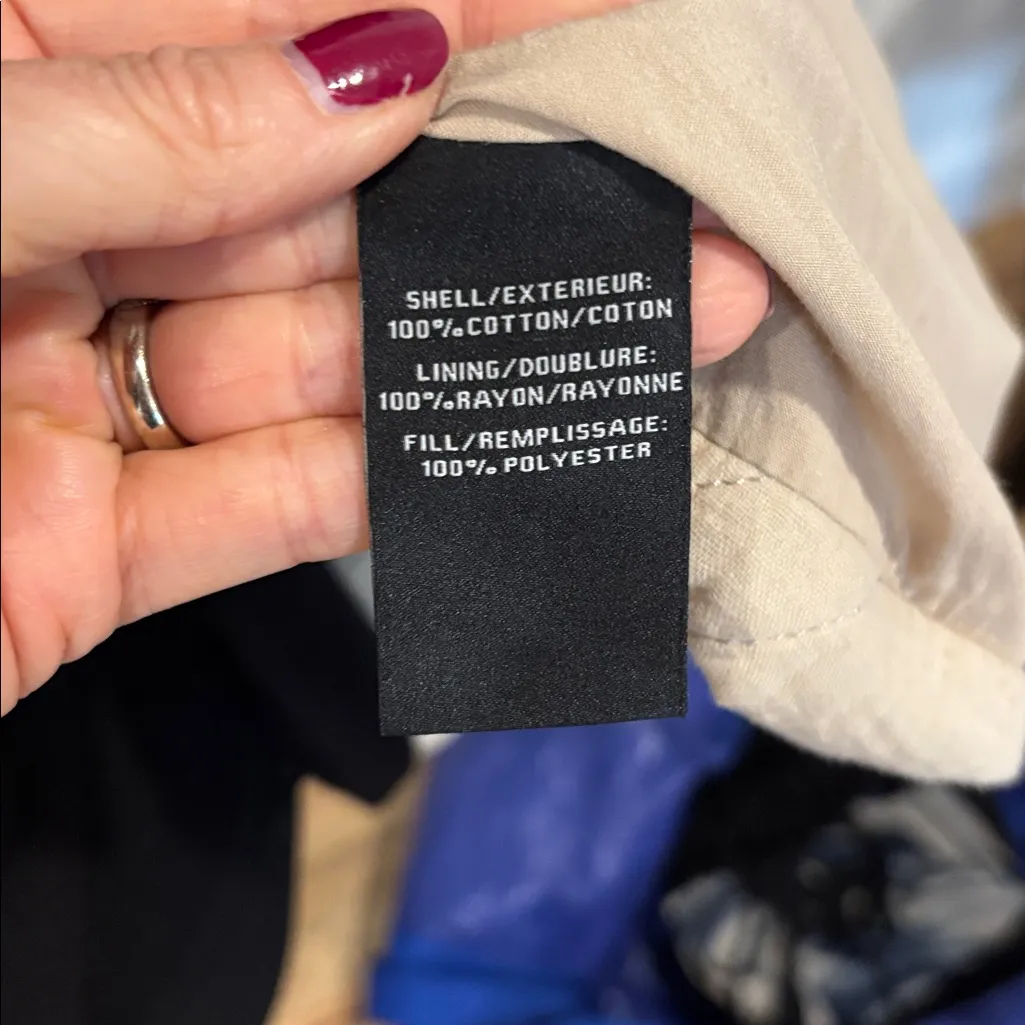 SHELL/EXTERIEUR:
100%COTTON/COTON
LINING/DOUBLURE:
100%RAYON/RAYONNE
FILL/REMPLISSAGE:
100% POLYESTER